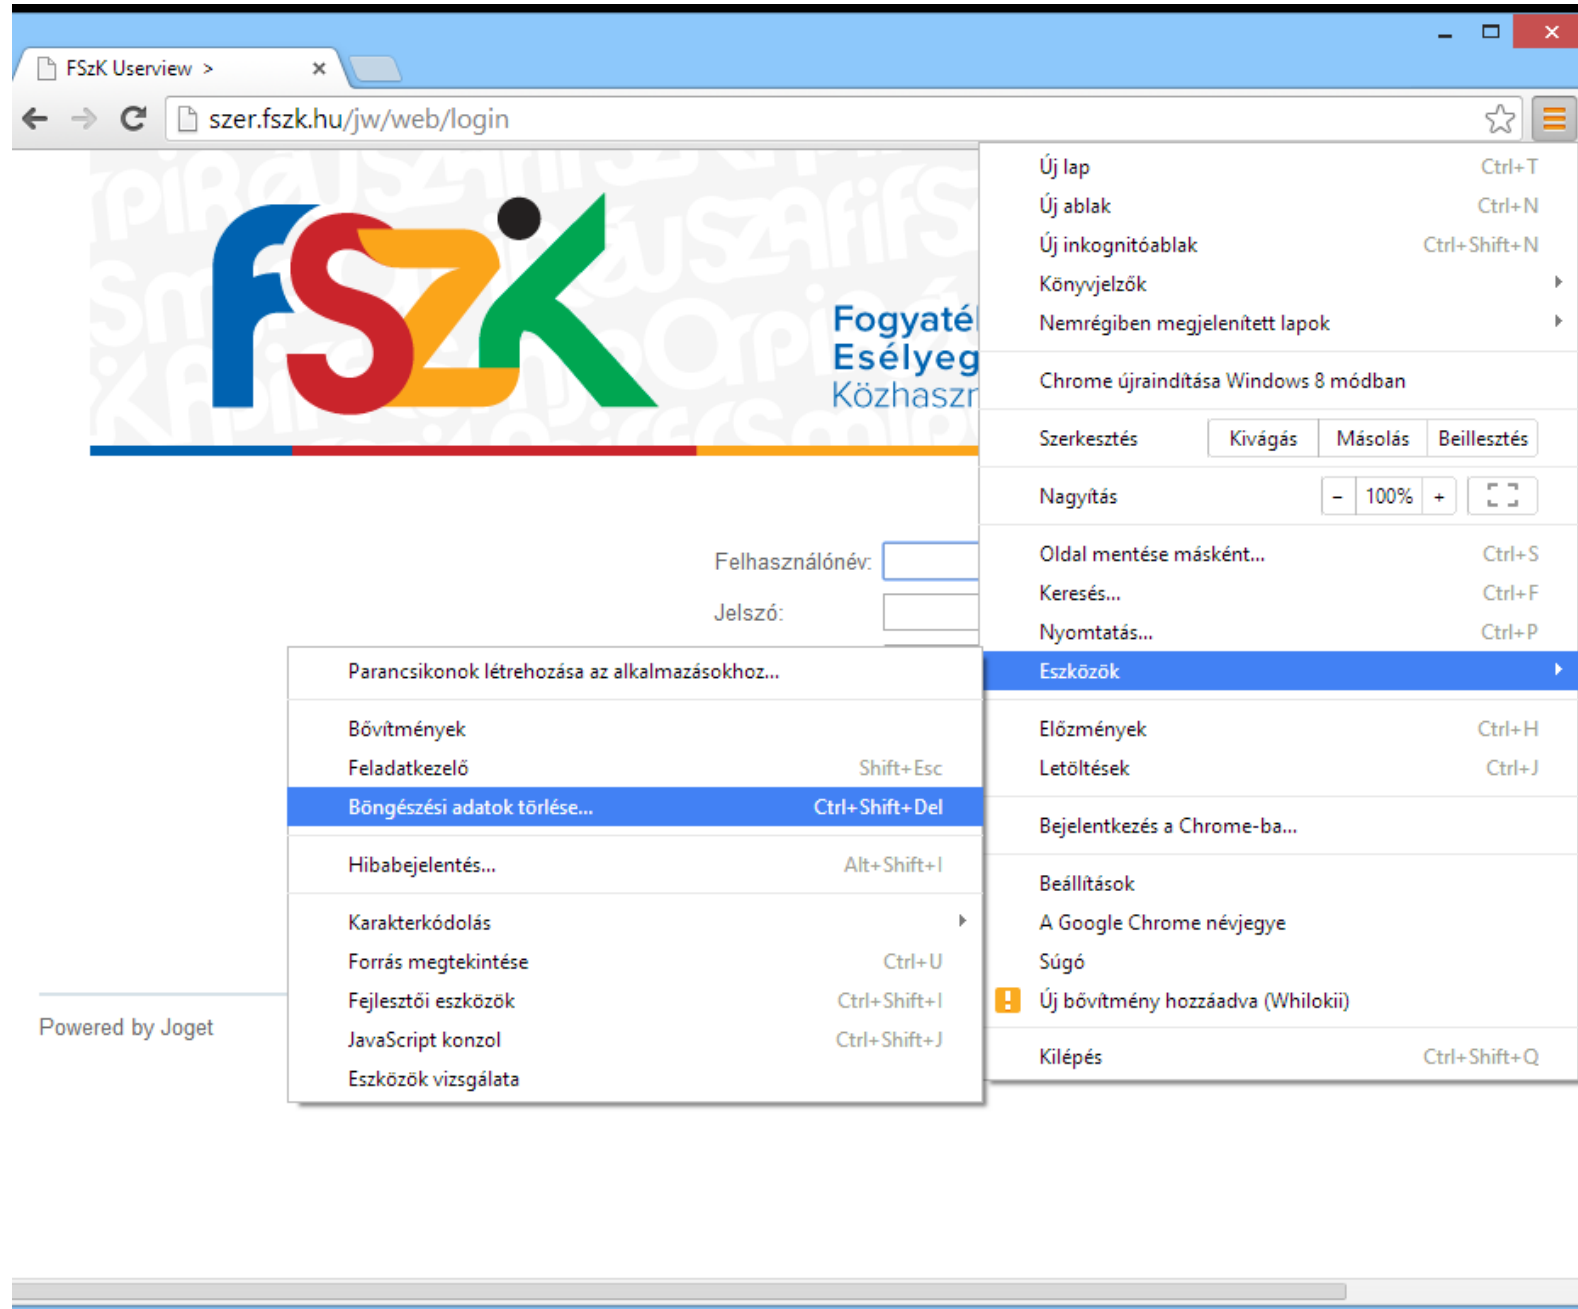 FSzK Userview >
szer.fszk.hu/jw/web/login
FSZK
Fogyaté
Esélyeg
Közhaszn
Felhasználónév:
Jelszó:
Új lap Ctrl+T
Új ablak Ctrl+N
Új inkognitóablak Ctrl+Shift+N
Könyvjelzők
Nemrégiben megjelenített lapok
Chrome újraindítása Windows 8 módban
Szerkesztés Kivágás Másolás Beillesztés
Nagyítás - 100% +
Oldal mentése másként... Ctrl+S
Keresés... Ctrl+F
Nyomtatás... Ctrl+P
Eszközök
Előzmények Ctrl+H
Letöltések Ctrl+J
Bejelentkezés a Chrome-ba...
Beállítások
A Google Chrome névjegye
Súgó
Új bővítmény hozzáadva (Whilokii)
Kilépés Ctrl+Shift+Q
Parancsikonok létrehozása az alkalmazásokhoz...
Bővítmények
Feladatkezelő Shift+Esc
Böngészési adatok törlése... Ctrl+Shift+Del
Hibabejelentés... Alt+Shift+I
Karakterkódolás
Forrás megtekintése Ctrl+U
Fejlesztői eszközök Ctrl+Shift+I
JavaScript konzol Ctrl+Shift+J
Eszközök vizsgálata
Powered by Joget